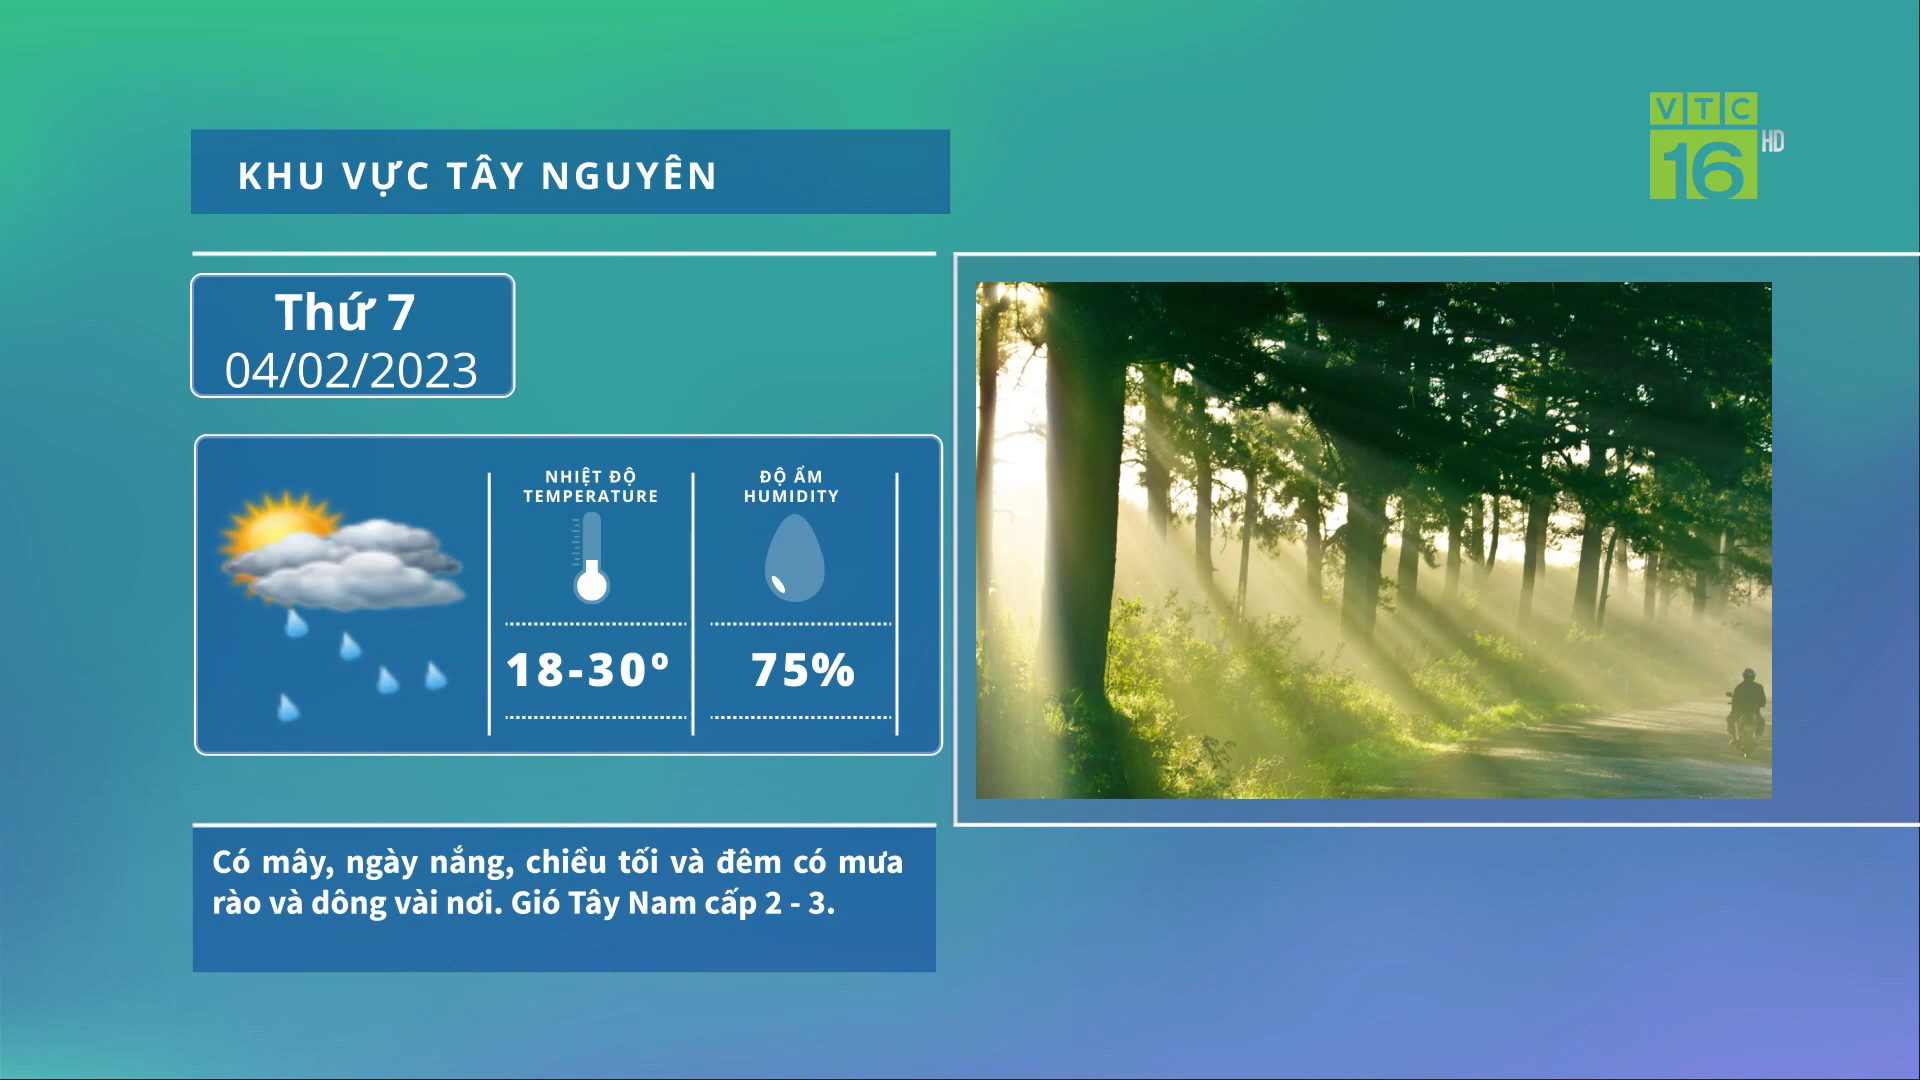 KHU VỰC TÂY NGUYÊN
VTC
16
HD
Thứ 7
04/02/2023
NHIỆT ĐỘ
TEMPERATURE
18-30º
ĐỘ ẨM
HUMIDITY
75%
Có mây, ngày nắng, chiều tối và đêm có mưa
rào và dông vài nơi. Gió Tây Nam cấp 2 - 3.